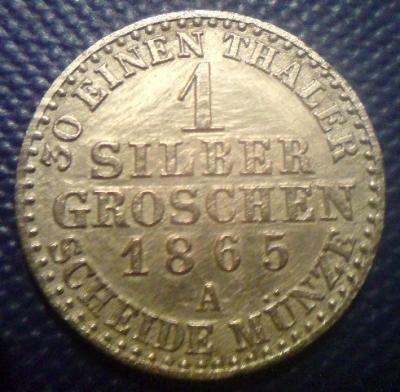 30 EINEN THALER
1
SILBER
GROSCHEN
1865
A
SCHEIDE MÜNZE